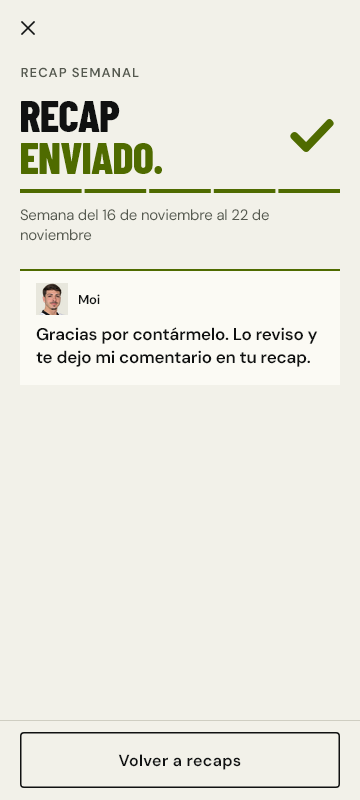 RECAP SEMANAL
RECAP
ENVIADO.
Semana del 16 de noviembre al 22 de
noviembre
Moi
Gracias por contármelo. Lo reviso y
te dejo mi comentario en tu recap.
Volver a recaps